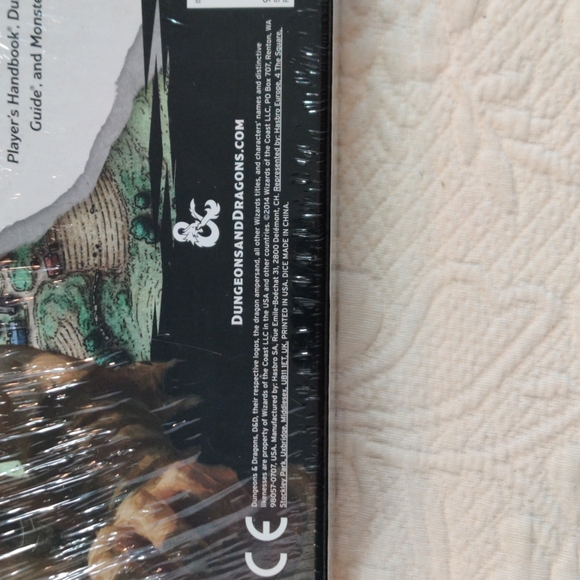 Player's Handbook®, Du
Guide®, and Monste
DUNGEONSANDDRAGONS.COM
Dungeons & Dragons, D&D, their respective logos, the dragon ampersand, all other Wizards titles, and characters' names and distinctive
likenesses are property of Wizards of the Coast LLC in the USA and other countries. ©2014 Wizards of the Coast LLC, PO Box 707, Renton, WA
98057-0707, USA. Manufactured by: Hasbro SA, Rue Emile-Boéchat 31, 2800 Delémont, CH. Represented by: Hasbro Europe, 4 The Square,
Stockley Park, Uxbridge, Middlesex, UB11 1ET, UK. PRINTED IN USA. DICE MADE IN CHINA.
CE